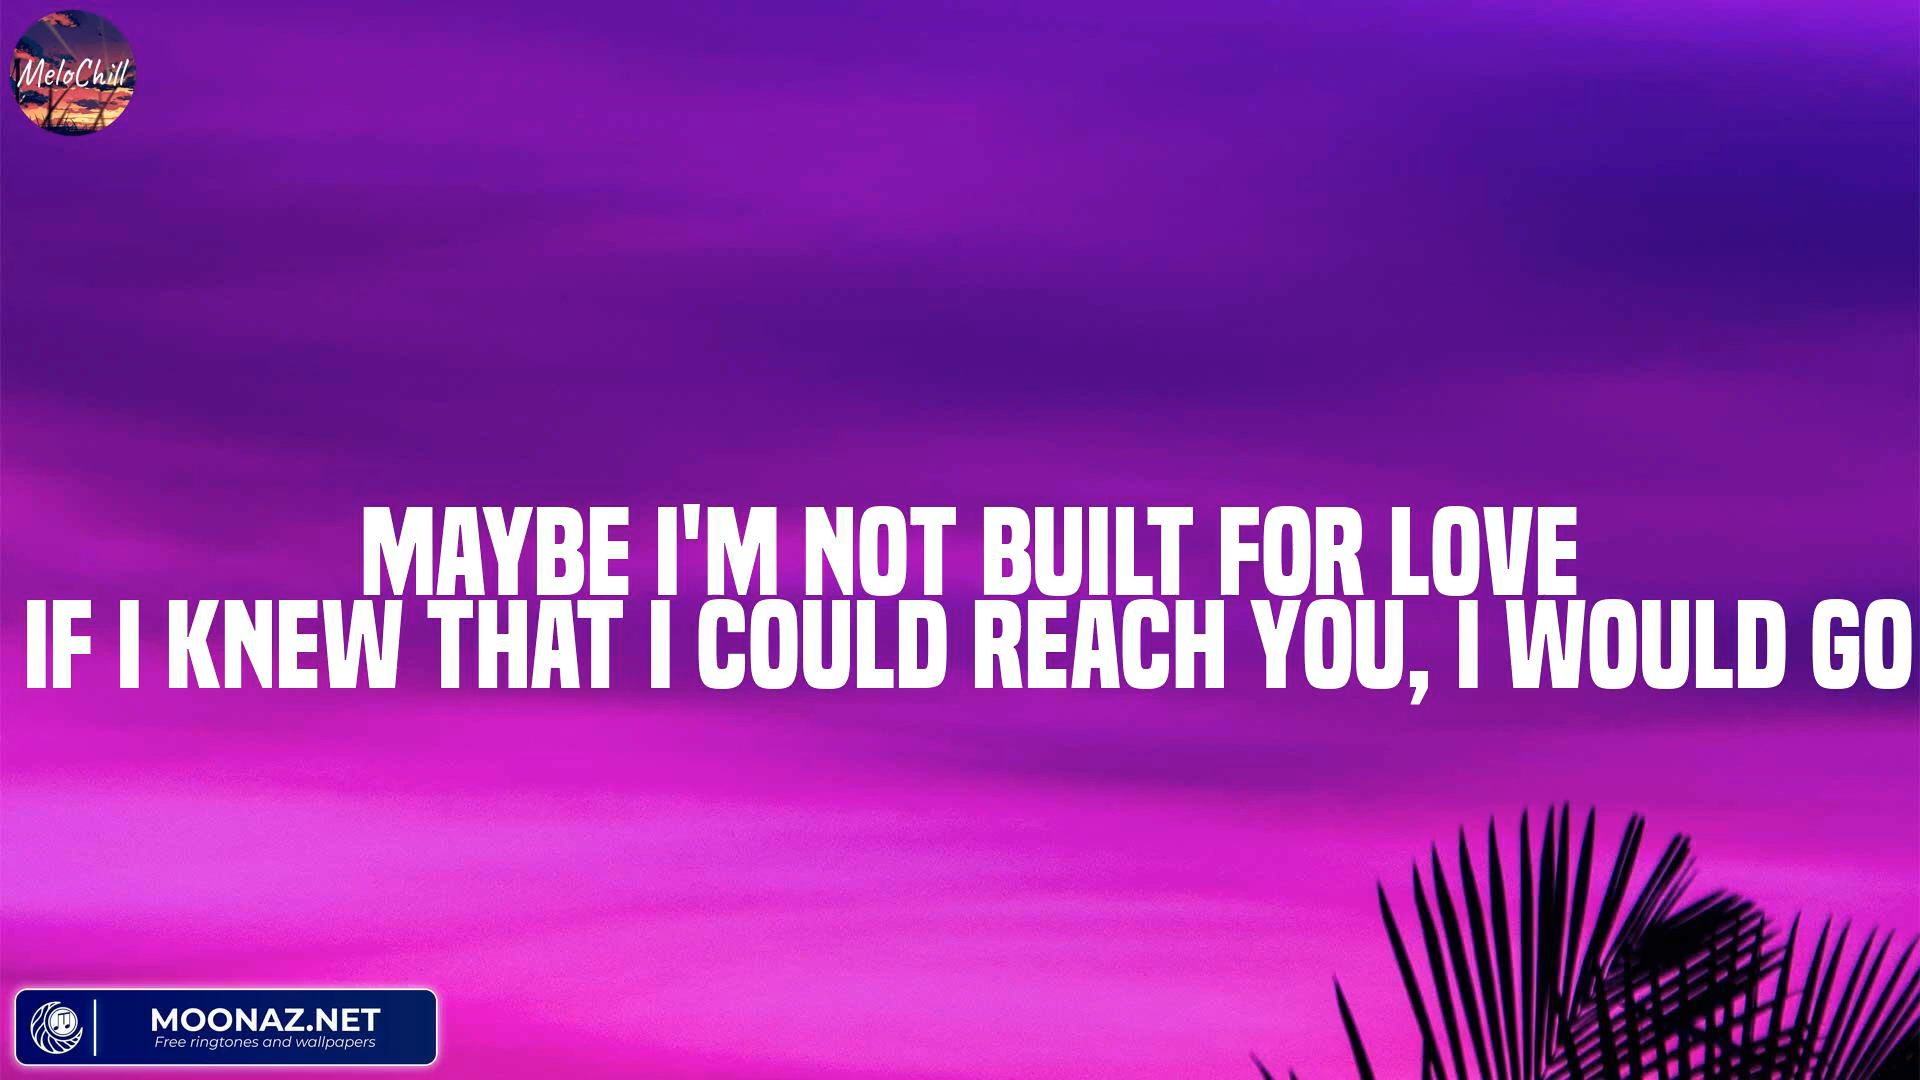 MeloChill
MAYBE I'M NOT BUILT FOR LOVE
IF I KNEW THAT I COULD REACH YOU, I WOULD GO
MOONAZ.NET
Free ringtones and wallpapers